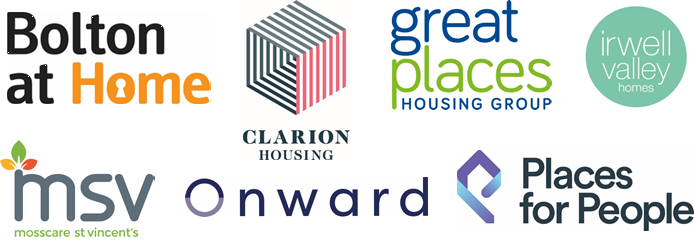 Bolton
at Home
CLARION
HOUSING
great
places
HOUSING GROUP
irwell
valley
homes
msv
mosscare st vincent's
Onward
Places
for People